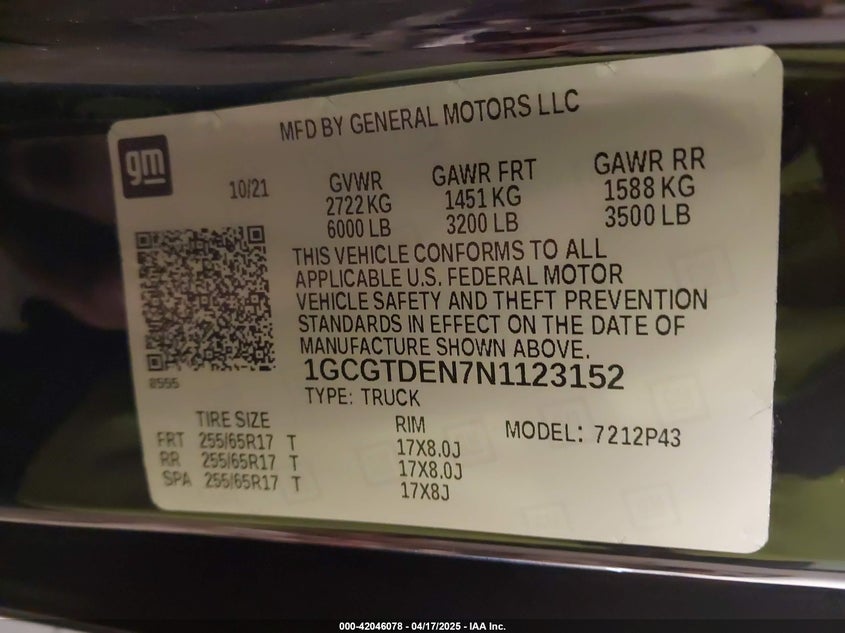 MFD BY GENERAL MOTORS LLC
gm
10/21
GVWR GAWR FRT GAWR RR
2722 KG 1451 KG 1588 KG
6000 LB 3200 LB 3500 LB
THIS VEHICLE CONFORMS TO ALL
APPLICABLE U.S. FEDERAL MOTOR
VEHICLE SAFETY AND THEFT PREVENTION
STANDARDS IN EFFECT ON THE DATE OF
MANUFACTURE SHOWN ABOVE.
8595
1GCGTDEN7N1123152
TYPE: TRUCK
TIRE SIZE RIM MODEL: 7212P43
FRT 255/65R17 T 17X8.0J
RR 255/65R17 T 17X8.0J
SPA 255/65R17 T 17X8J
000-42046078 - 04/17/2025 - IAA Inc.